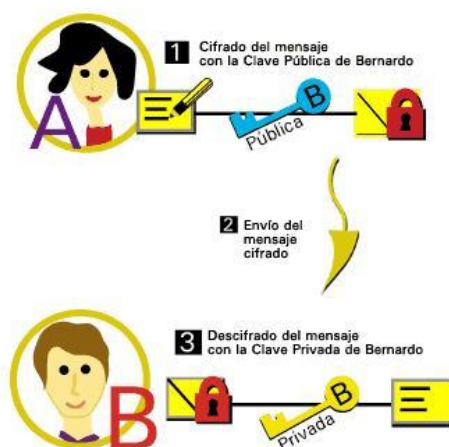 1 Cifrado del mensaje
con la Clave Pública de Bernardo
A
B
Pública
2 Envío del
mensaje
cifrado
3 Descifrado del mensaje
con la Clave Privada de Bernardo
B
B
Privada